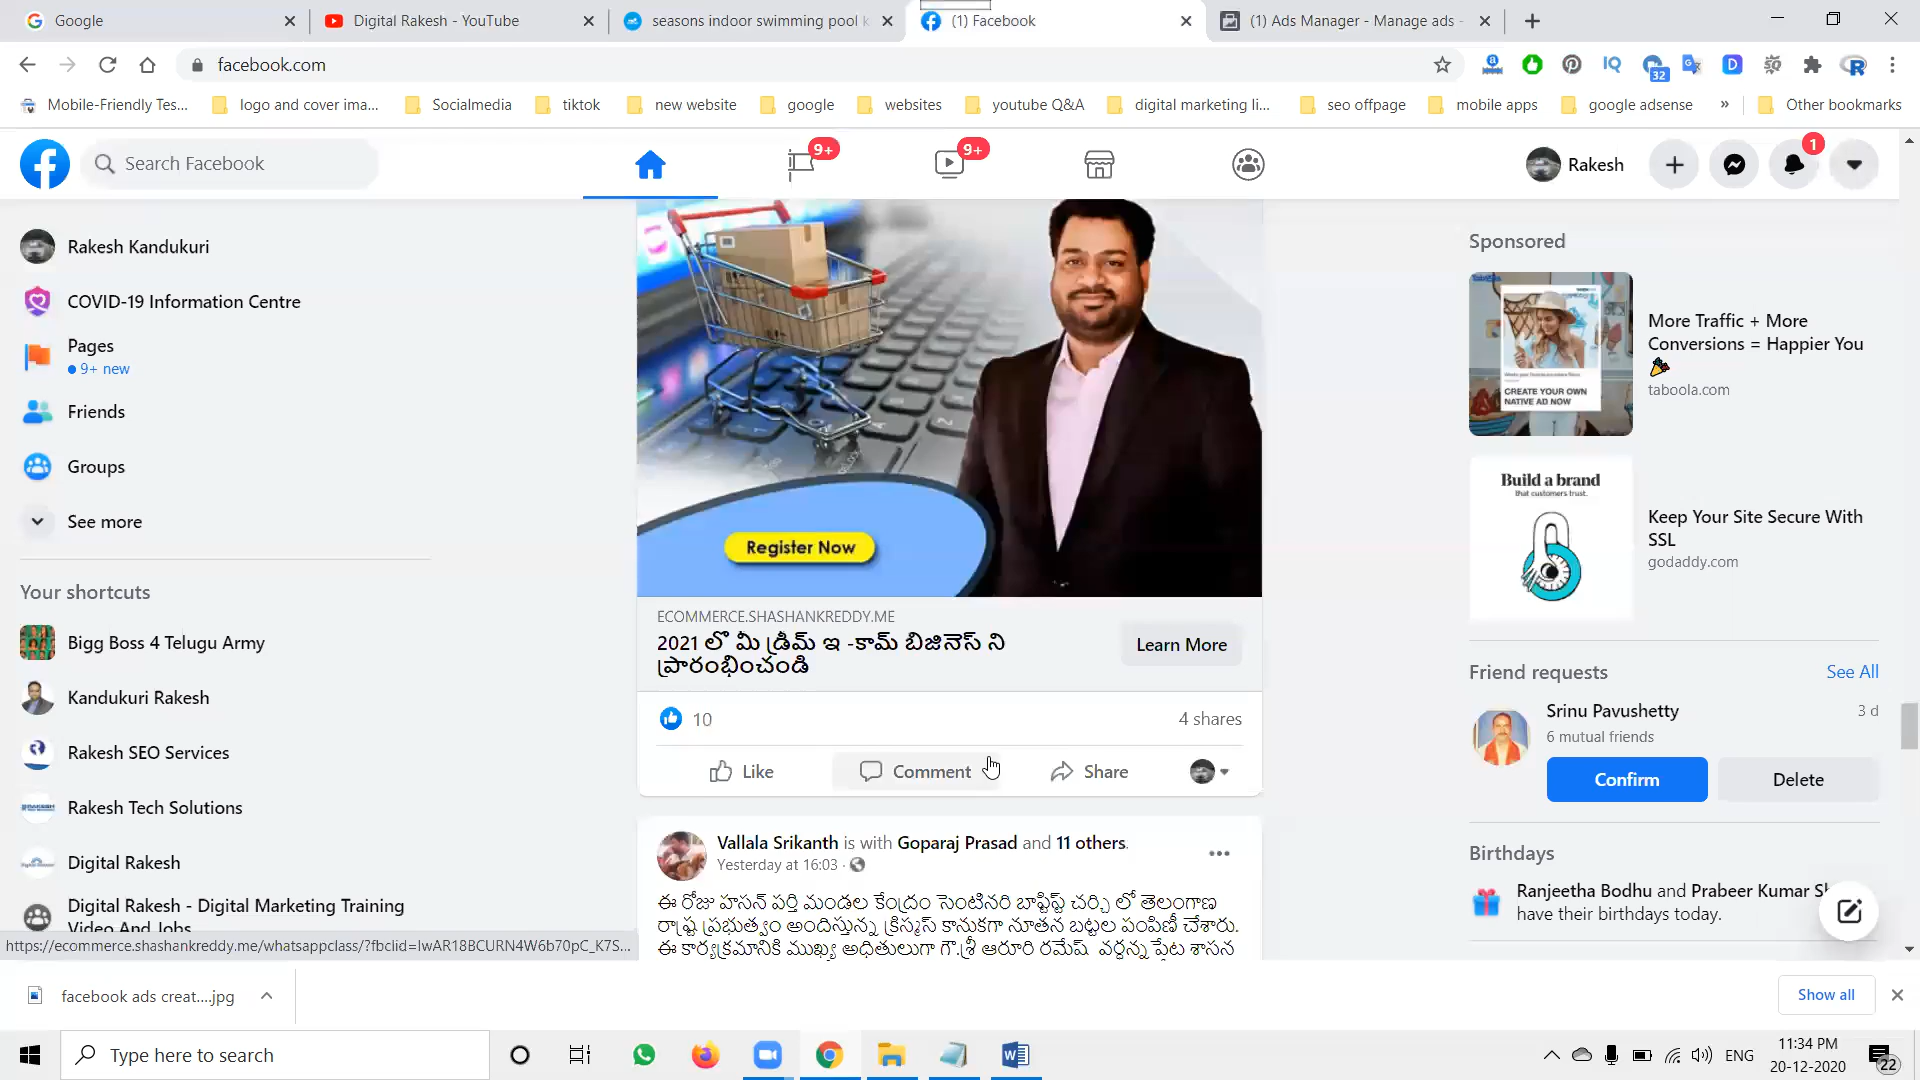 Google
Digital Rakesh - YouTube
seasons indoor swimming pool k
(1) Facebook
(1) Ads Manager - Manage ads -
facebook.com
32
Mobile-Friendly Tes...
logo and cover ima...
Socialmedia
tiktok
new website
google
websites
youtube Q&A
digital marketing li...
seo offpage
mobile apps
google adsense
»
Other bookmarks
Search Facebook
9+
9+
Rakesh
1
Rakesh Kandukuri
COVID-19 Information Centre
Pages
9+ new
Friends
Groups
See more
Your shortcuts
Bigg Boss 4 Telugu Army
Kandukuri Rakesh
Rakesh SEO Services
Rakesh Tech Solutions
Digital Rakesh
Digital Rakesh - Digital Marketing Training
Video And Jobs
https://ecommerce.shashankreddy.me/whatsappclass/?fbclid=IwAR18BCURN4W6b70pC_K7S...
Register Now
ECOMMERCE.SHASHANKREDDY.ME
2021 లో మీ డ్రీమ్ ఇ -కామ్ బిజినెస్ ని
ప్రారంభించండి
Learn More
10
4 shares
Like
Comment
Share
Vallala Srikanth is with Goparaj Prasad and 11 others.
Yesterday at 16:03 ·
ఈ రోజు హసన్ పర్తి మండల కేంద్రం సెంటినరి బాప్టిస్ట్ చర్చి లో తెలంగాణ
రాష్ట్ర ప్రభుత్వం అందిస్తున్న క్రిస్మస్ కానుకగా నూతన బట్టల పంపిణీ చేశారు.
ఈ కార్యక్రమానికి ముఖ్య అధితులుగా గౌ.శ్రీ ఆరూరి రమేష్ వర్ధన్న పేట శాసన
Sponsored
CREATE YOUR OWN
NATIVE AD NOW
More Traffic + More
Conversions = Happier You
taboola.com
Build a brand
that customers trust.
Keep Your Site Secure With
SSL
godaddy.com
Friend requests
See All
Srinu Pavushetty
3 d
6 mutual friends
Confirm
Delete
Birthdays
Ranjeetha Bodhu and Prabeer Kumar
have their birthdays today.
facebook ads creat....jpg
Show all
Type here to search
ENG
11:34 PM
20-12-2020
22